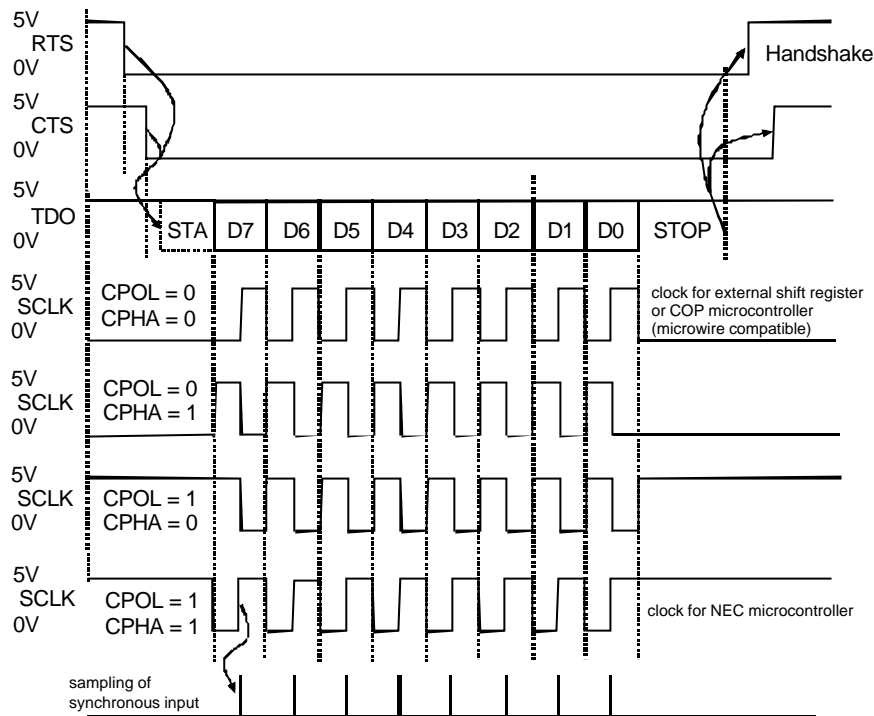 5V
RTS
0V
Handshake
5V
CTS
0V
5V
TDO
0V
STA D7 D6 D5 D4 D3 D2 D1 D0 STOP
5V
SCLK
0V
CPOL = 0
CPHA = 0
clock for external shift register
or COP microcontroller
(microwire compatible)
5V
SCLK
0V
CPOL = 0
CPHA = 1
5V
SCLK
0V
CPOL = 1
CPHA = 0
5V
SCLK
0V
CPOL = 1
CPHA = 1
clock for NEC microcontroller
sampling of
synchronous input